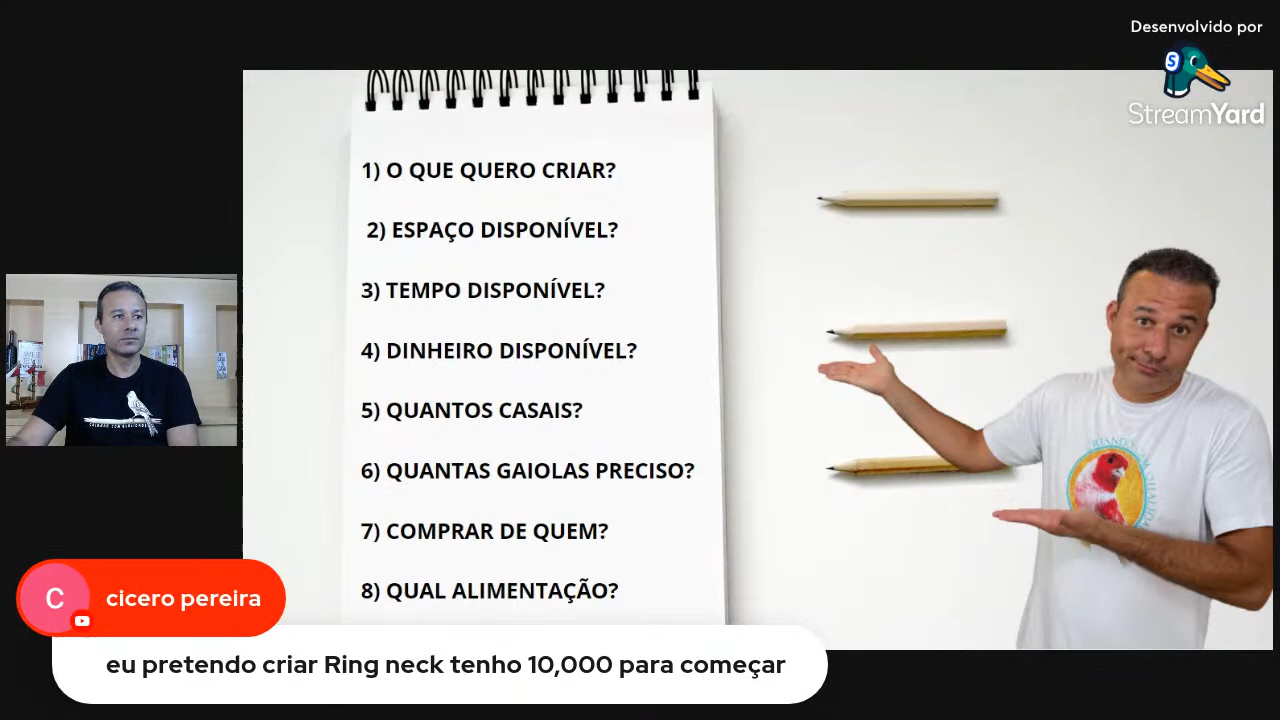 Desenvolvido por
StreamYard
1) O QUE QUERO CRIAR?
2) ESPAÇO DISPONÍVEL?
3) TEMPO DISPONÍVEL?
4) DINHEIRO DISPONÍVEL?
5) QUANTOS CASAIS?
6) QUANTAS GAIOLAS PRECISO?
7) COMPRAR DE QUEM?
8) QUAL ALIMENTAÇÃO?
C
cicero pereira
eu pretendo criar Ring neck tenho 10,000 para começar